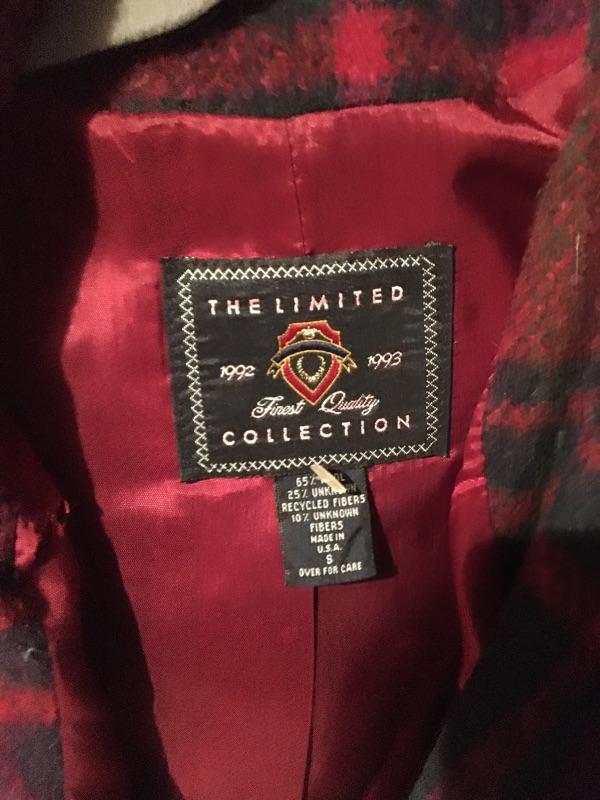 THE LIMITED
1992 1993
Finest Quality
COLLECTION
65%
25% UNKNOWN
RECYCLED FIBERS
10% UNKNOWN
FIBERS
MADE IN
U.S.A.
S
OVER FOR CARE